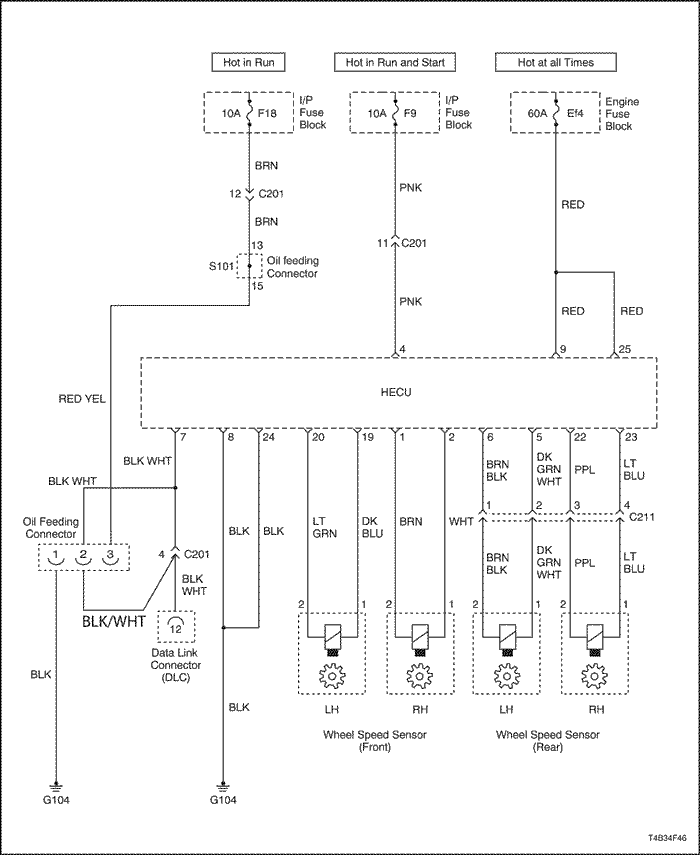 Hot in Run
Hot in Run and Start
Hot at all Times
10A F18
I/P
Fuse
Block
10A F9
I/P
Fuse
Block
60A Ef4
Engine
Fuse
Block
BRN
12 C201
BRN
PNK
RED
11 C201
13
S101
Oil feeding
Connector
15
PNK
RED
RED
4
9
25
HECU
RED YEL
7
8
24
20
19
1
2
6
5
22
23
BLK WHT
BLK WHT
BRN
BLK
DK
GRN
WHT
PPL
LT
BLU
Oil Feeding
Connector
1
2
3
4 C201
BLK
BLK
LT
GRN
DK
BLU
BRN
WHT
1
2
3
4
C211
BLK
WHT
BRN
BLK
DK
GRN
WHT
PPL
LT
BLU
BLK/WHT
12
Data Link
Connector
(DLC)
2
1
2
1
2
1
2
1
BLK
BLK
LH
RH
LH
RH
Wheel Speed Sensor
(Front)
Wheel Speed Sensor
(Rear)
G104
G104
T4B34F46